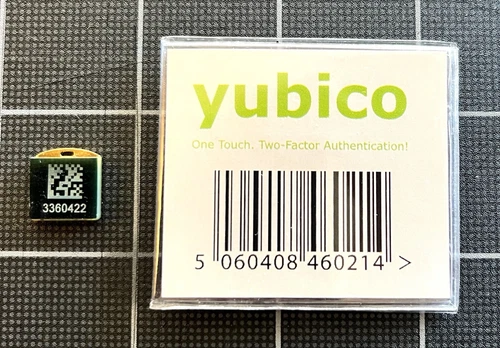 3360422
yubico
One Touch. Two-Factor Authentication!
5 060408 460214 >